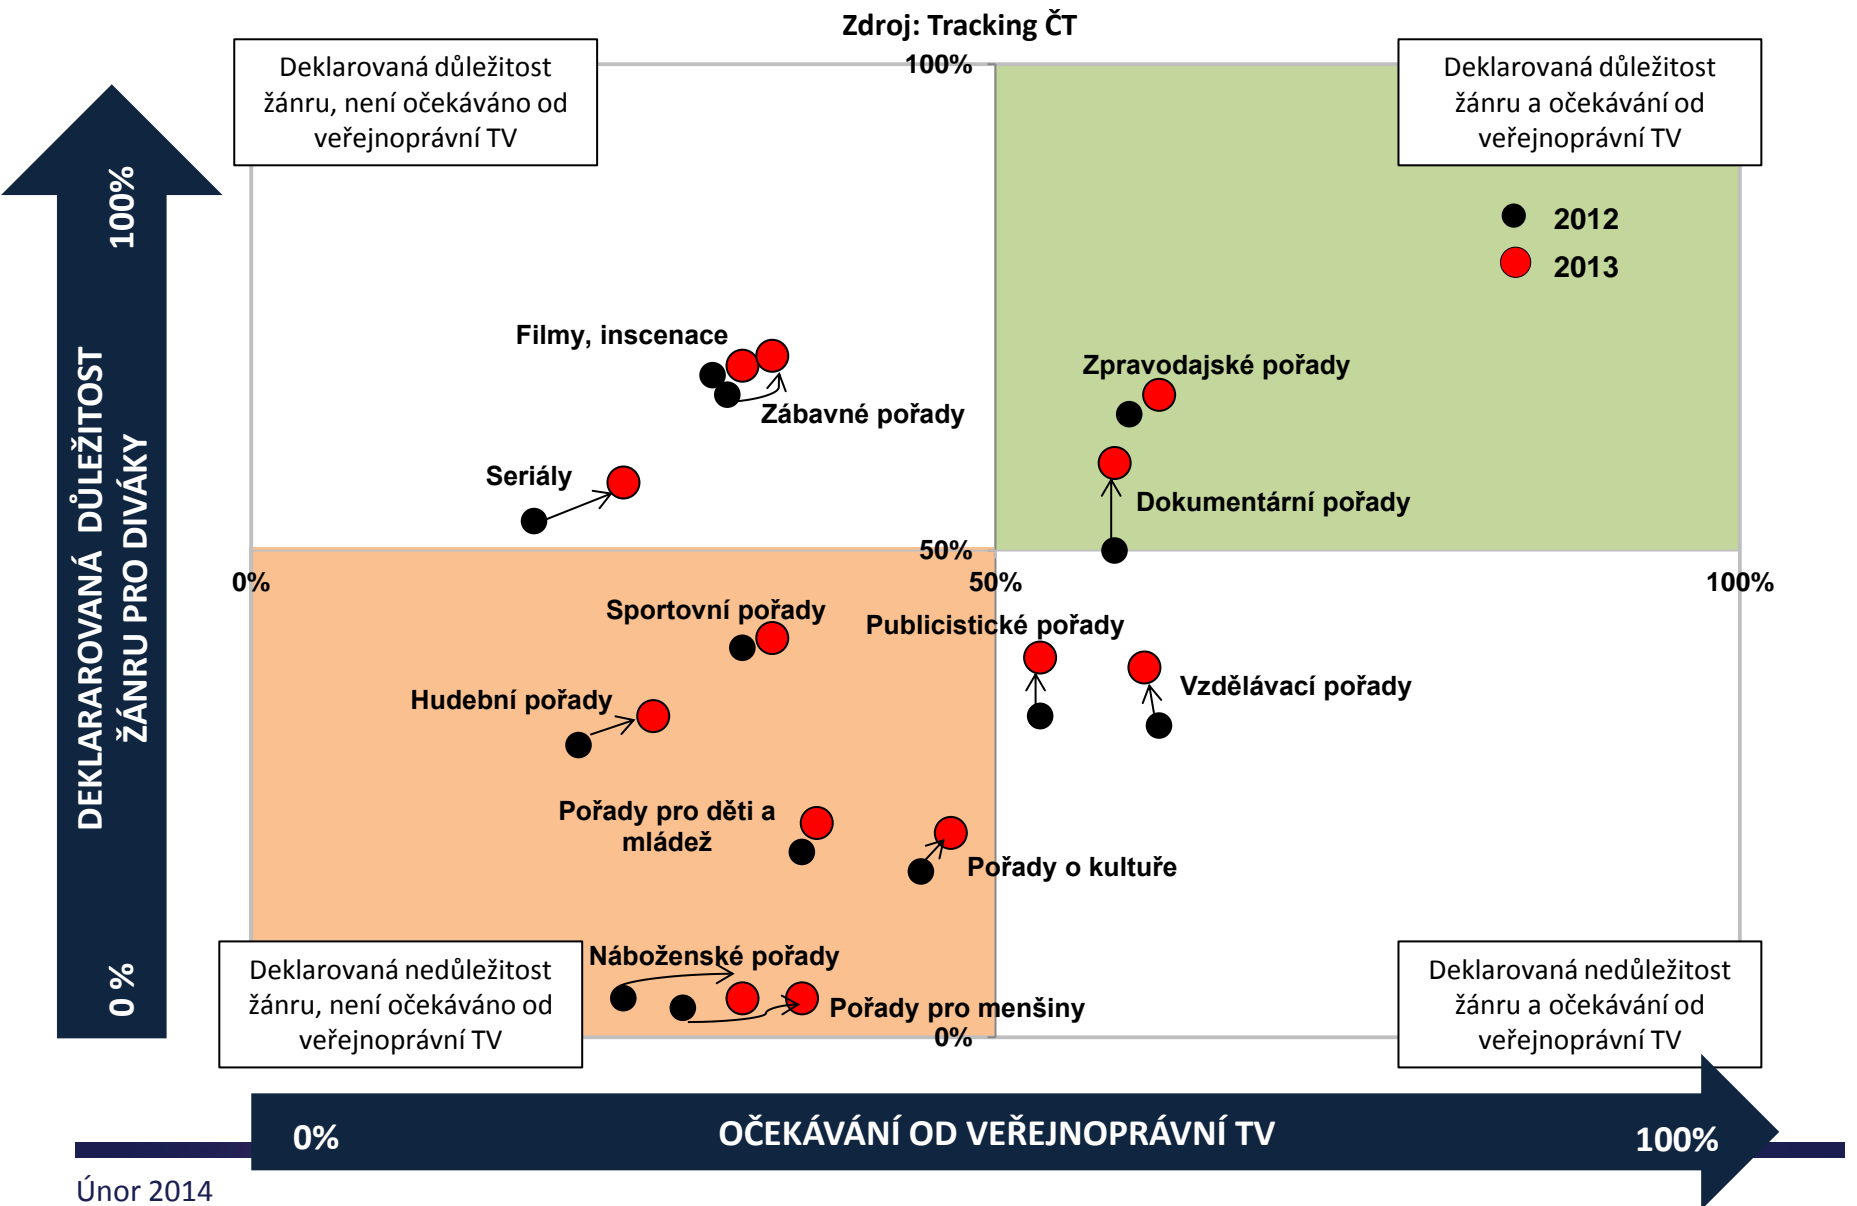 Zdroj: Tracking ČT
Deklarovaná důležitost
žánru, není očekáváno od
veřejnoprávní TV
100%
Deklarovaná důležitost
žánru a očekávání od
veřejnoprávní TV
2012
2013
100%
DEKLARAROVANÁ DŮLEŽITOST
ŽÁNRU PRO DIVÁKY
0 %
Filmy, inscenace
Zábavné pořady
Zpravodajské pořady
Seriály
Dokumentární pořady
50%
0%
50%
100%
Sportovní pořady
Publicistické pořady
Vzdělávací pořady
Hudební pořady
Pořady pro děti a
mládež
Pořady o kultuře
Náboženské pořady
Pořady pro menšiny
0%
Deklarovaná nedůležitost
žánru, není očekáváno od
veřejnoprávní TV
Deklarovaná nedůležitost
žánru a očekávání od
veřejnoprávní TV
0%
OČEKÁVÁNÍ OD VEŘEJNOPRÁVNÍ TV
100%
Únor 2014